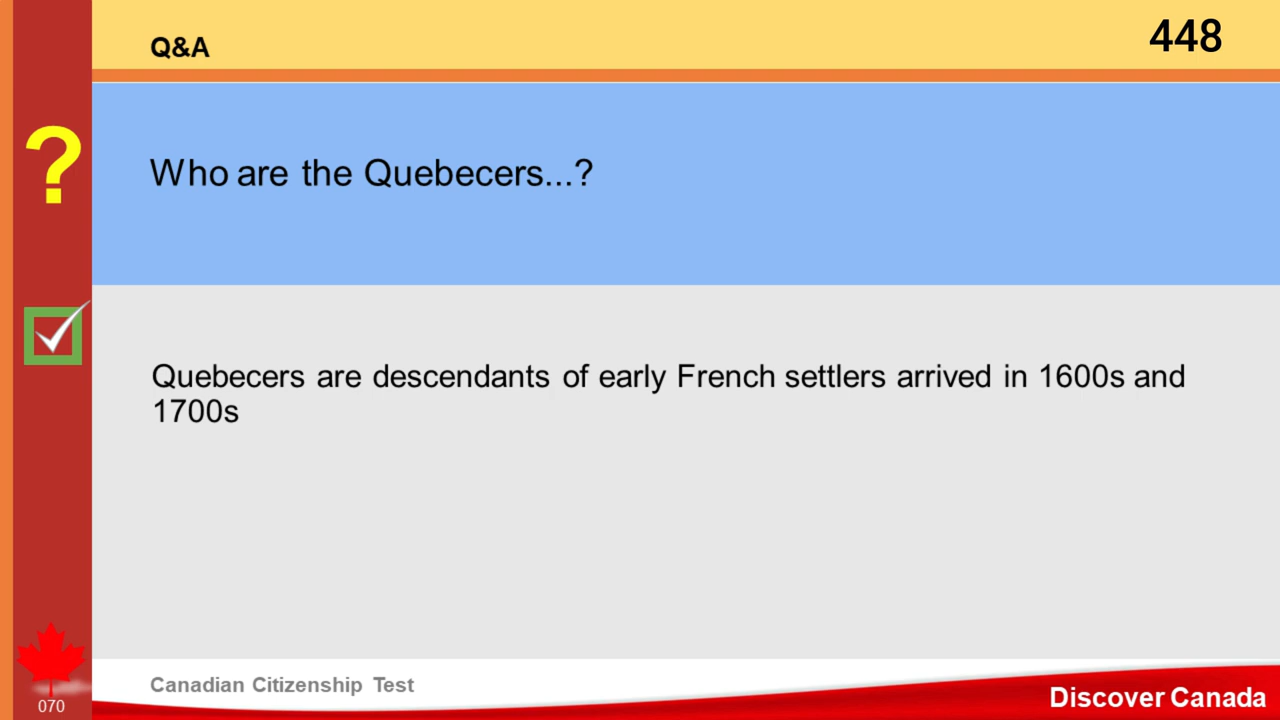 Q&A
448
?
Who are the Quebecers...?
Quebecers are descendants of early French settlers arrived in 1600s and
1700s
Canadian Citizenship Test
070
Discover Canada